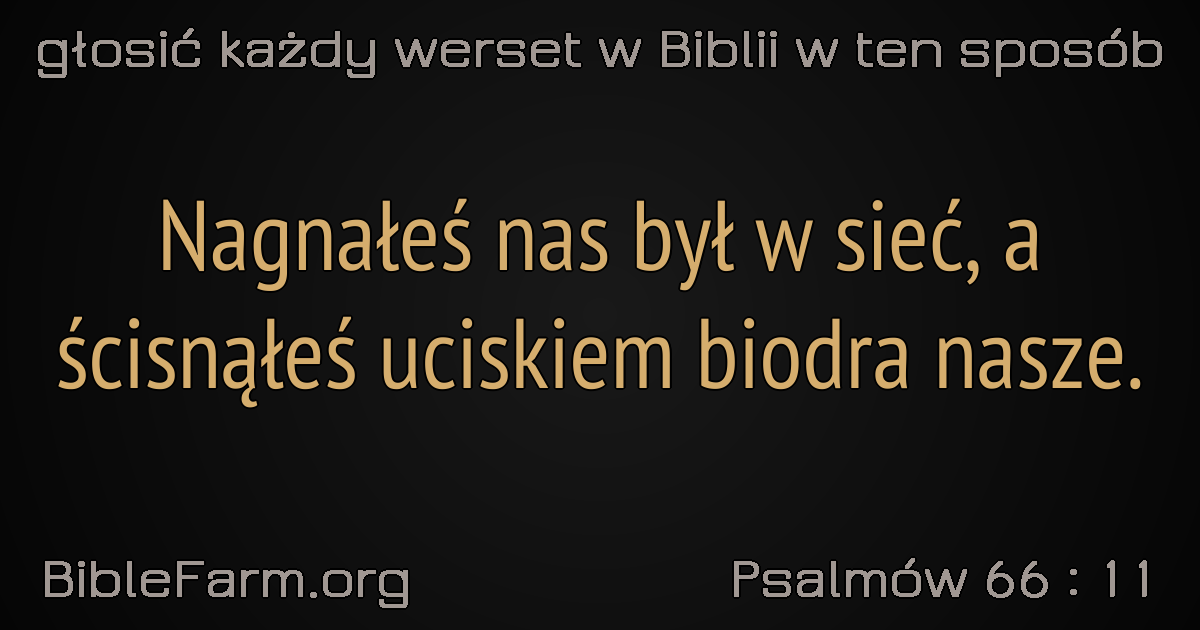 głosić każdy werset w Biblii w ten sposób
Nagnałeś nas był w sieć, a
ścisnąłeś uciskiem biodra nasze.
BibleFarm.org
Psalmów 66 : 11